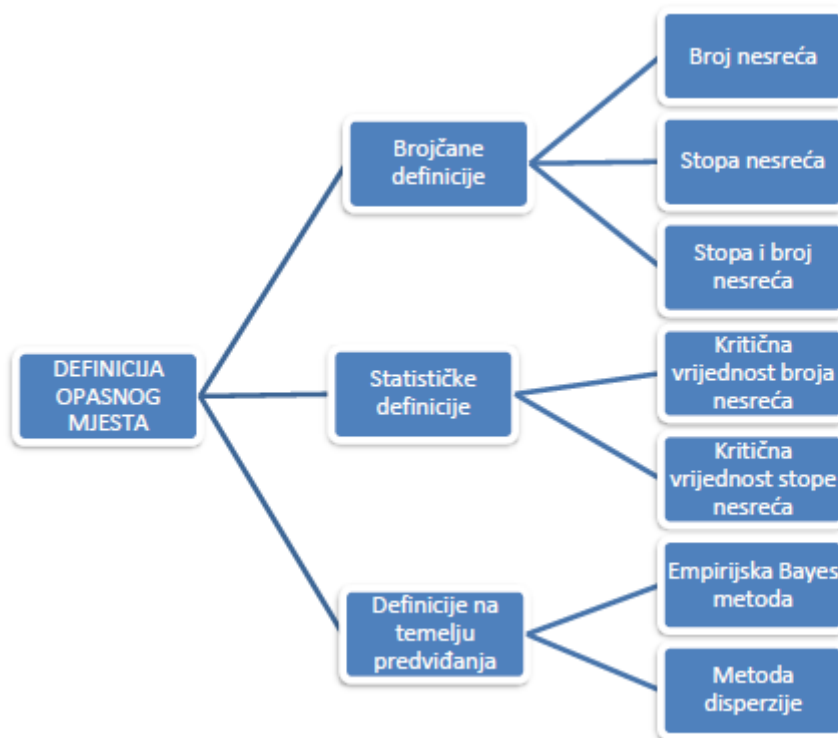 DEFINICIJA
OPASNOG
MJESTA
Brojčane
definicije
Broj nesreća
Stopa nesreća
Stopa i broj
nesreća
Statističke
definicije
Kritična
vrijednost broja
nesreća
Kritična
vrijednost stope
nesreća
Definicije na
temelju
predviđanja
Empirijska Bayes
metoda
Metoda
disperzije